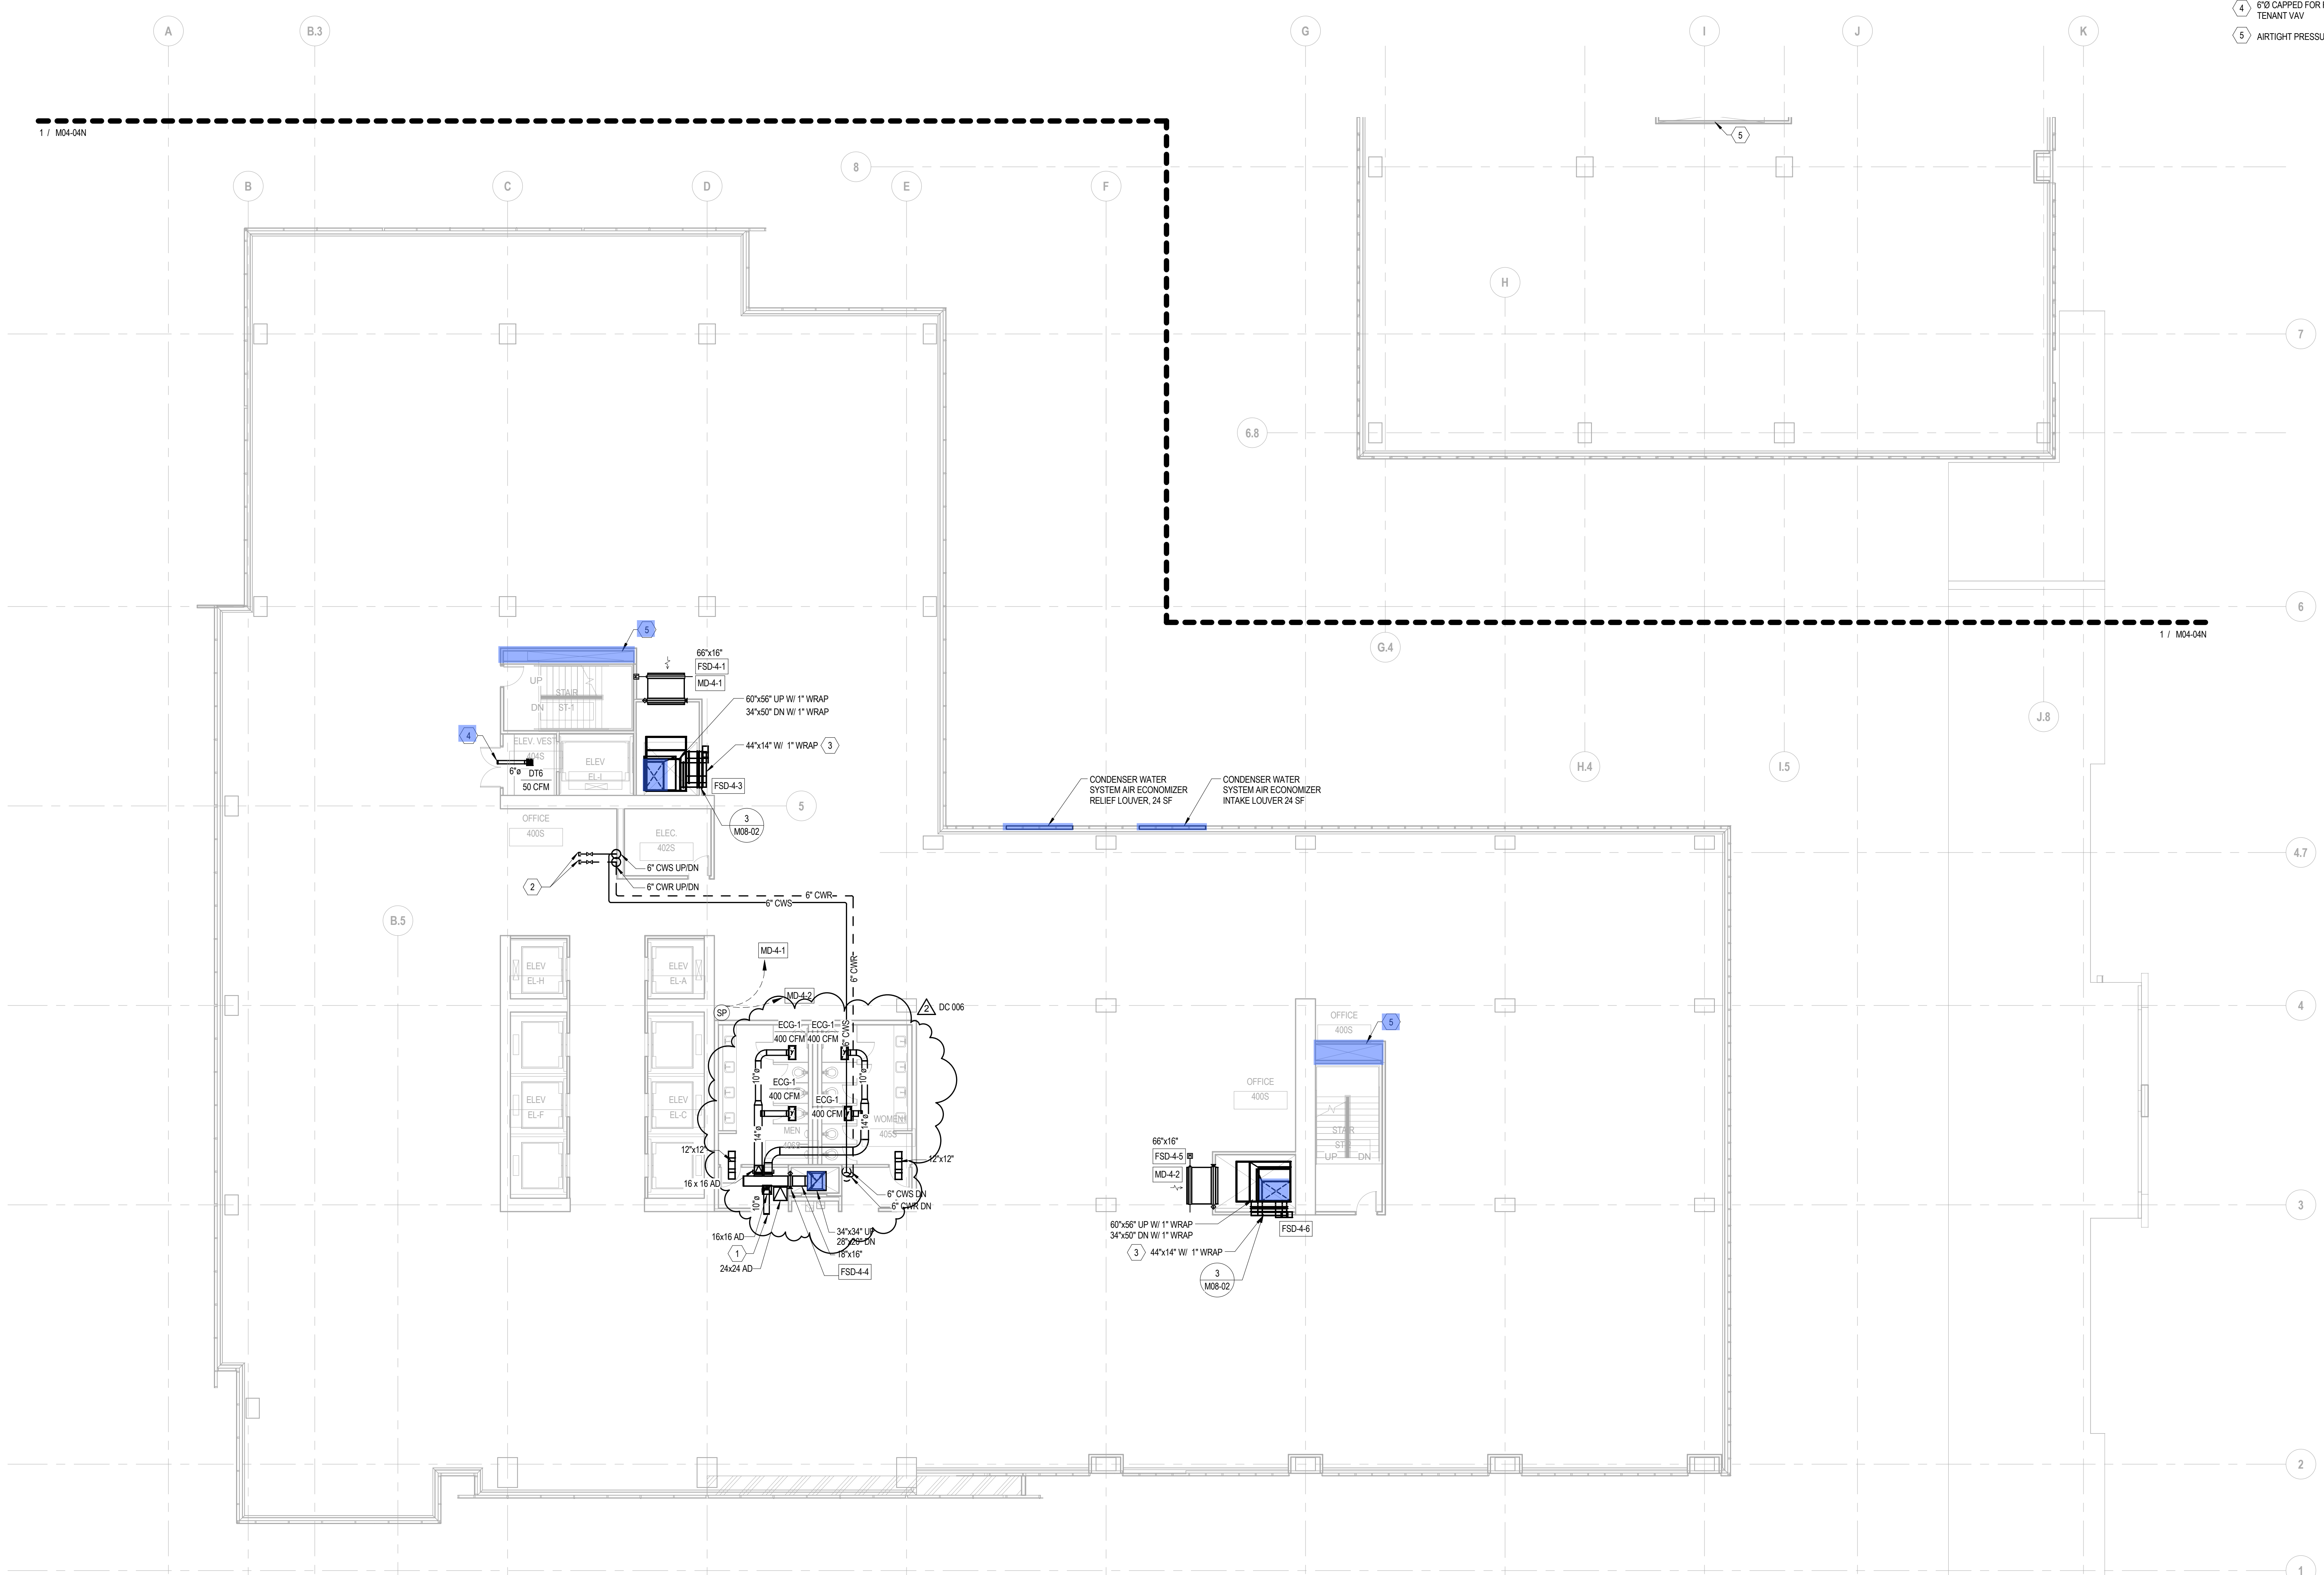 4
6"Ø CAPPED FOR
TENANT VAV
5
AIRTIGHT PRESSU
A
B.3
G
I
J
K
1 / M04-04N
5
8
B
C
D
E
F
H
7
6.8
6
1 / M04-04N
G.4
5
66"x16"
FSD-4-1
MD-4-1
UP
STAIR
DN
ST-1
60"x56" UP W/ 1" WRAP
34"x50" DN W/ 1" WRAP
J.8
4
ELEV. VEST
404S
44"x14" W/ 1" WRAP
3
6"ø
DT6
50 CFM
ELEV
EL-I
FSD-4-3
H.4
I.5
CONDENSER WATER
SYSTEM AIR ECONOMIZER
RELIEF LOUVER, 24 SF
CONDENSER WATER
SYSTEM AIR ECONOMIZER
INTAKE LOUVER 24 SF
5
3
M08-02
OFFICE
400S
ELEC.
402S
4.7
6" CWS UP/DN
6" CWR UP/DN
2
6" CWR
6" CWS
B.5
MD-4-1
6" CWR
ELEV
EL-H
ELEV
EL-A
MD-4-2
SP
2
DC 006
4
OFFICE
400S
5
ECG-1
400 CFM
ECG-1
400 CFM
6" CWS
10"ø
10"ø
ECG-1
400 CFM
ECG-1
400 CFM
OFFICE
400S
ELEV
EL-F
ELEV
EL-C
14"ø
14"ø
MEN
WOMEN
405S
STAIR
UP
DN
12"x12"
12"x12"
66"x16"
FSD-4-5
MD-4-2
16 x 16 AD
10"ø
6" CWS DN
6" CWR DN
3
60"x56" UP W/ 1" WRAP
34"x50" DN W/ 1" WRAP
FSD-4-6
16x16 AD
34"x34" UP
28"x26" DN
18"x16"
1
24x24 AD
FSD-4-4
3
44"x14" W/ 1" WRAP
3
M08-02
2
1